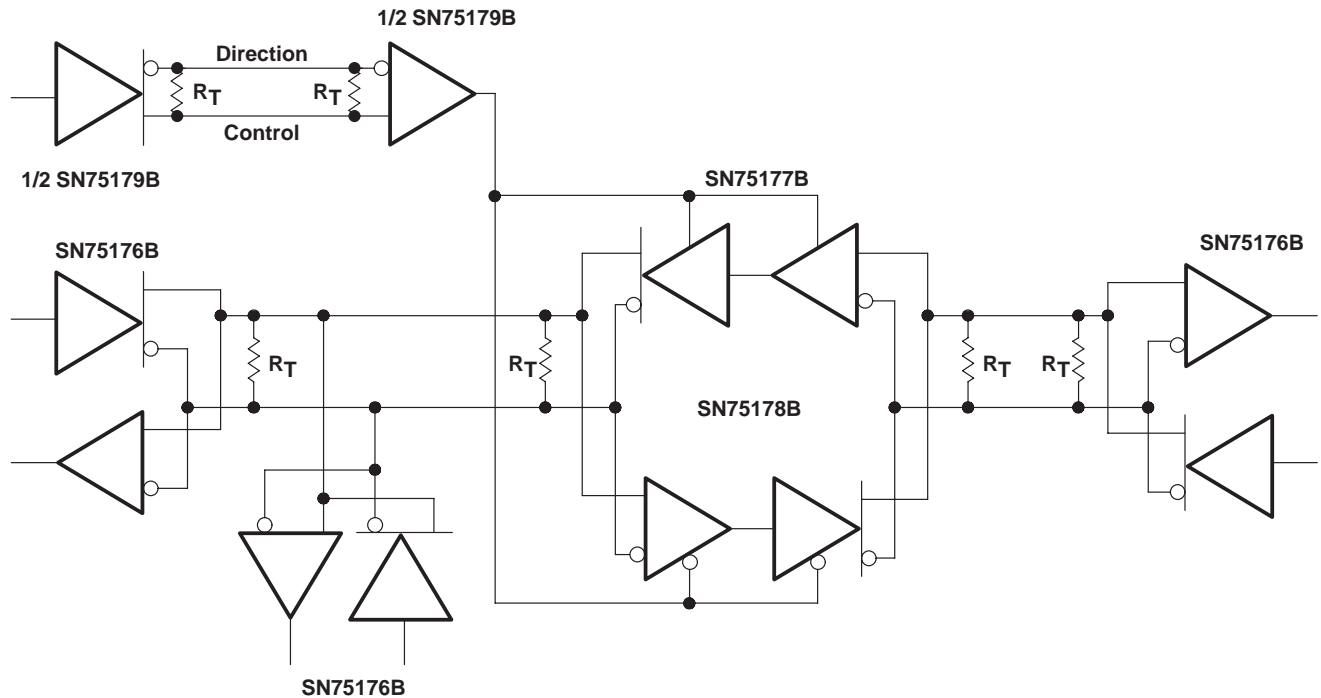 1/2 SN75179B
Direction
RT
RT
Control
1/2 SN75179B
SN75177B
SN75176B
SN75176B
RT
RT
RT
RT
SN75178B
SN75176B